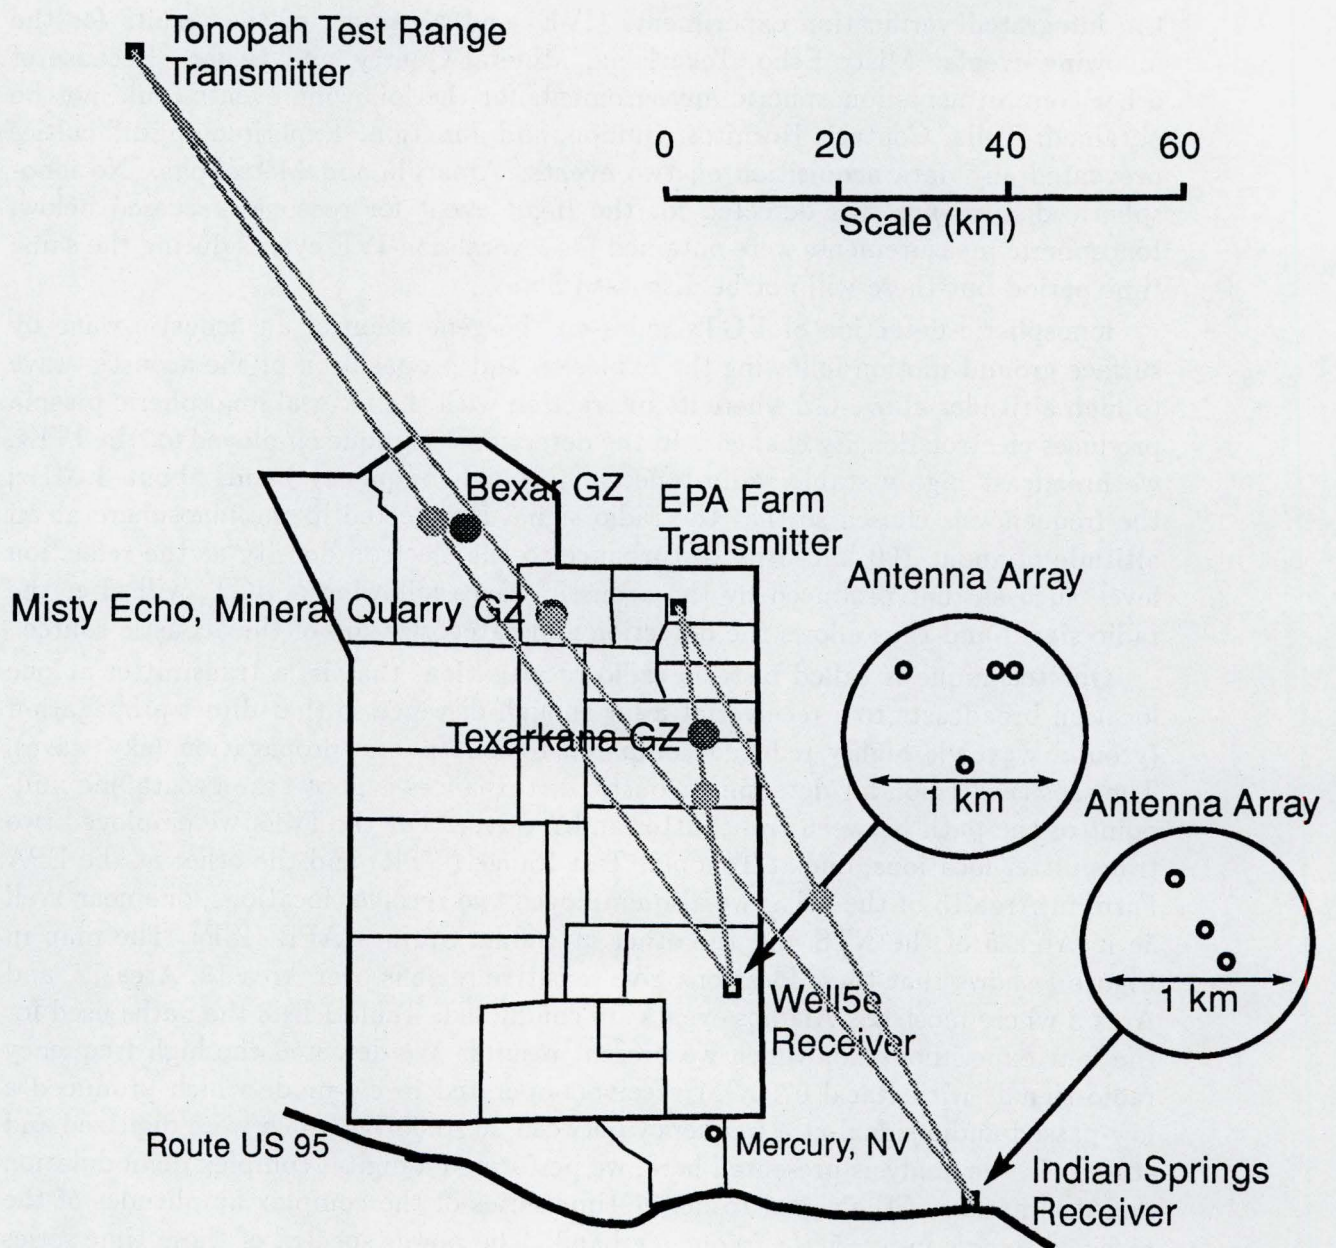 Tonopah Test Range
Transmitter
0 20 40 60
Scale (km)
Bexar GZ
EPA Farm
Transmitter
Antenna Array
Misty Echo, Mineral Quarry GZ
Texarkana GZ
1 km
Antenna Array
1 km
Well5e
Receiver
Route US 95
Mercury, NV
Indian Springs
Receiver